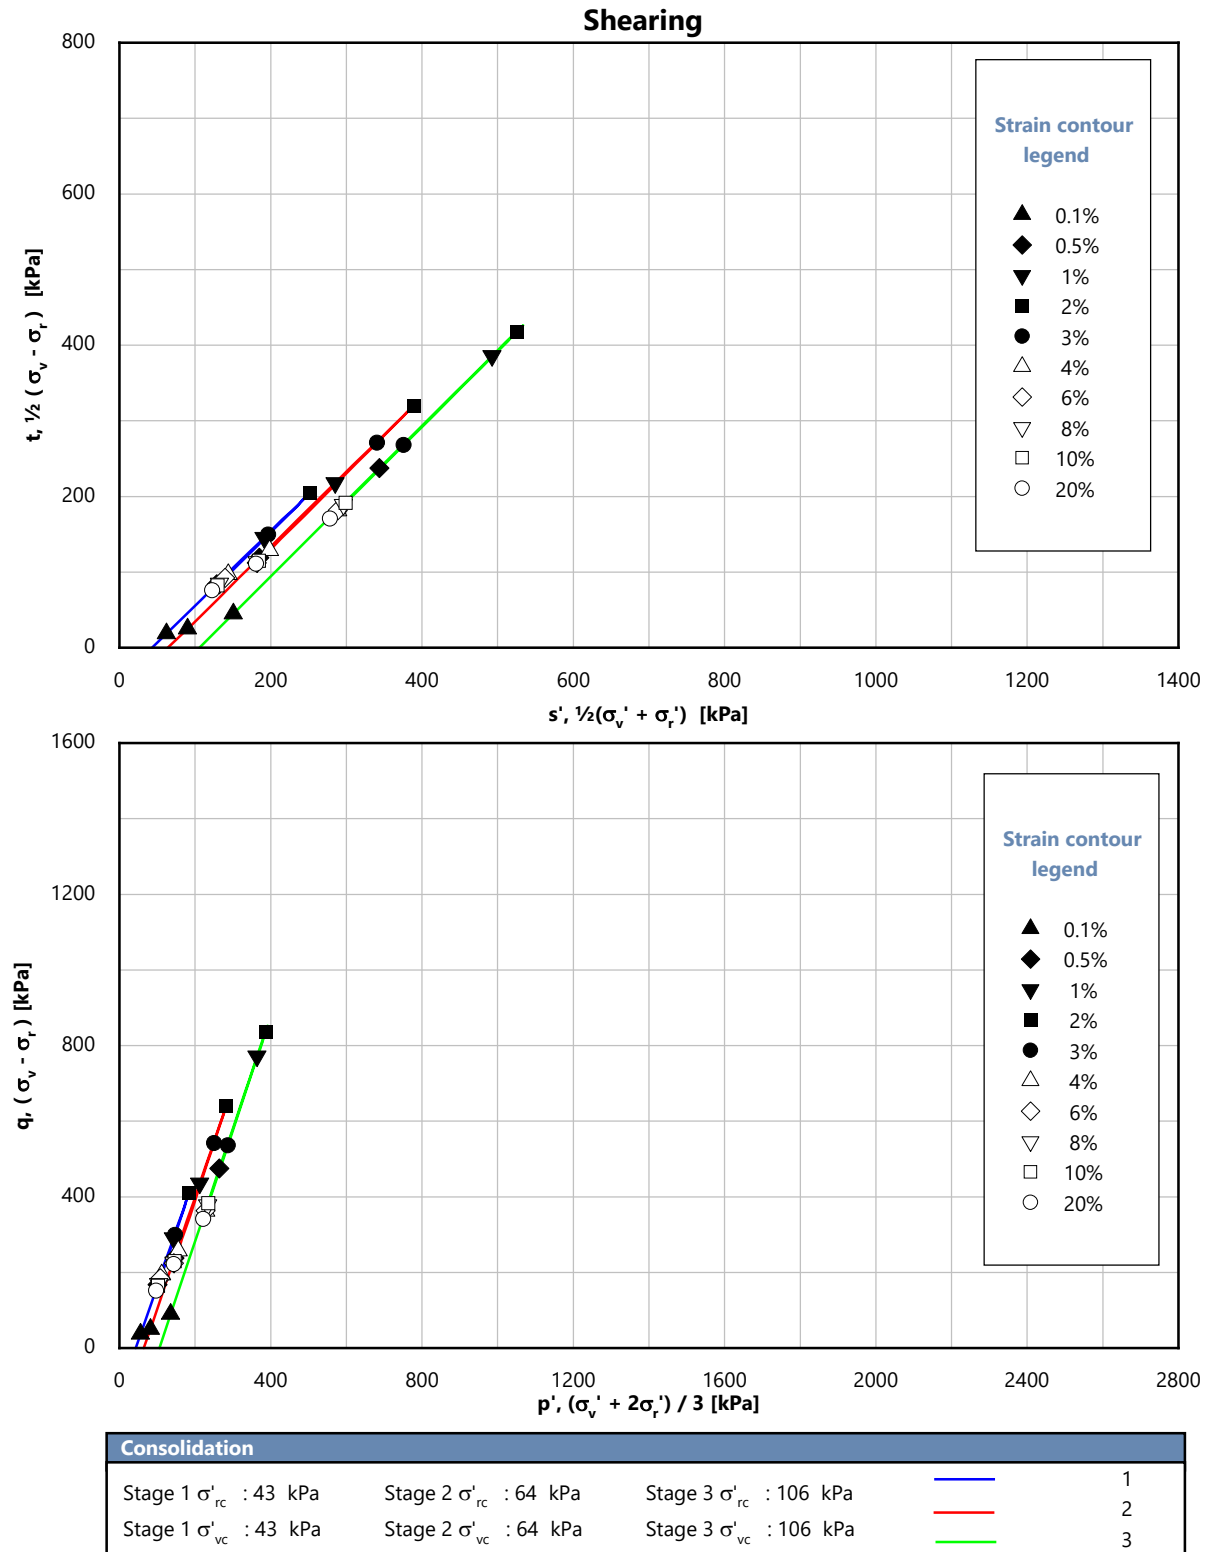 Shearing
800
600
400
200
0
t, ½ ( σv - σr ) [kPa]
Strain contour
legend
0.1%
0.5%
1%
2%
3%
4%
6%
8%
10%
20%
0 200 400 600 800 1000 1200 1400
s', ½(σv' + σr') [kPa]
1600
1200
800
400
0
q, ( σv - σr ) [kPa]
Strain contour
legend
0.1%
0.5%
1%
2%
3%
4%
6%
8%
10%
20%
0 400 800 1200 1600 2000 2400 2800
p', (σv' + 2σr') / 3 [kPa]
Consolidation
Stage 1 σ'rc : 43 kPa Stage 2 σ'rc : 64 kPa Stage 3 σ'rc : 106 kPa 1
2
Stage 1 σ'vc : 43 kPa Stage 2 σ'vc : 64 kPa Stage 3 σ'vc : 106 kPa 3